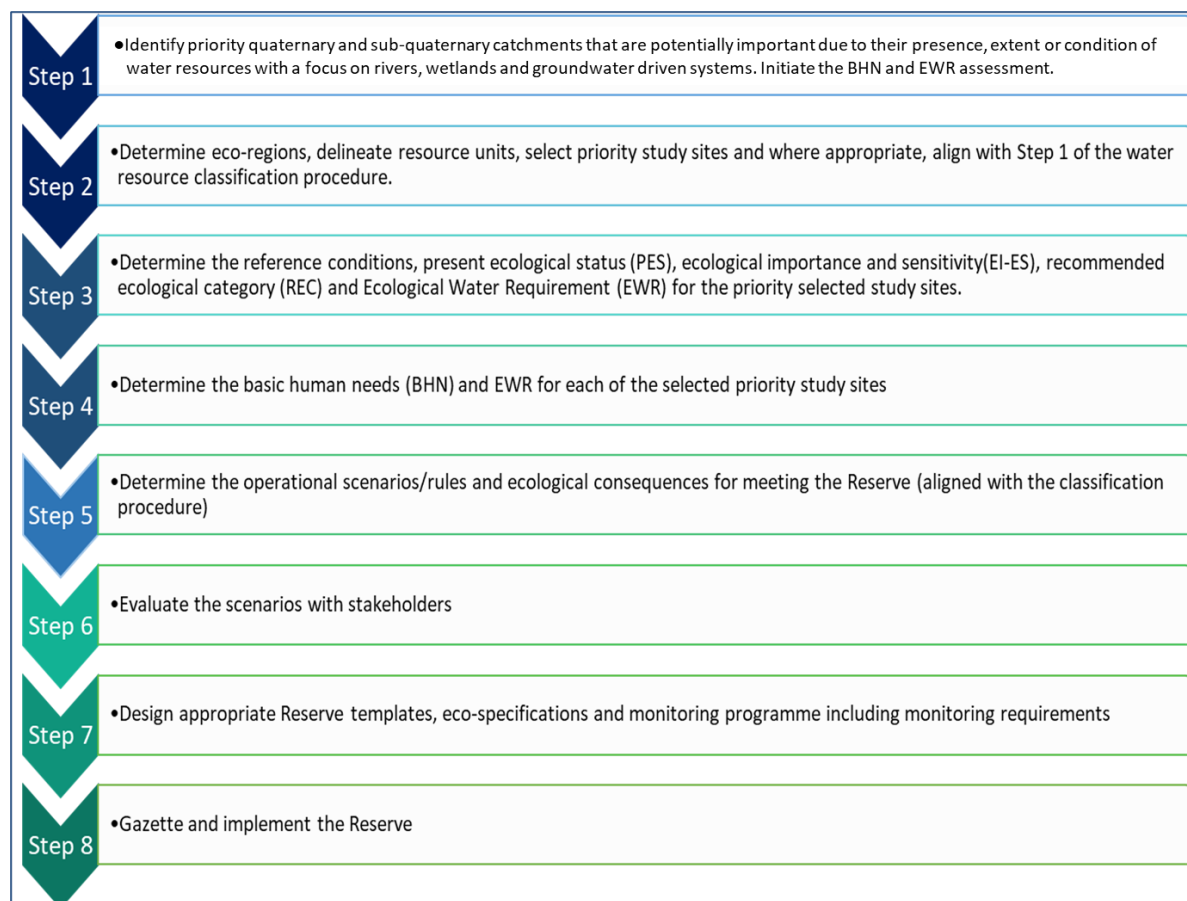 Step 1
●Identify priority quaternary and sub-quaternary catchments that are potentially important due to their presence, extent or condition of
water resources with a focus on rivers, wetlands and groundwater driven systems. Initiate the BHN and EWR assessment.
Step 2
•Determine eco-regions, delineate resource units, select priority study sites and where appropriate, align with Step 1 of the water
resource classification procedure.
Step 3
•Determine the reference conditions, present ecological status (PES), ecological importance and sensitivity(EI-ES), recommended
ecological category (REC) and Ecological Water Requirement (EWR) for the priority selected study sites.
Step 4
•Determine the basic human needs (BHN) and EWR for each of the selected priority study sites
Step 5
•Determine the operational scenarios/rules and ecological consequences for meeting the Reserve (aligned with the classification
procedure)
Step 6
•Evaluate the scenarios with stakeholders
Step 7
•Design appropriate Reserve templates, eco-specifications and monitoring programme including monitoring requirements
Step 8
•Gazette and implement the Reserve